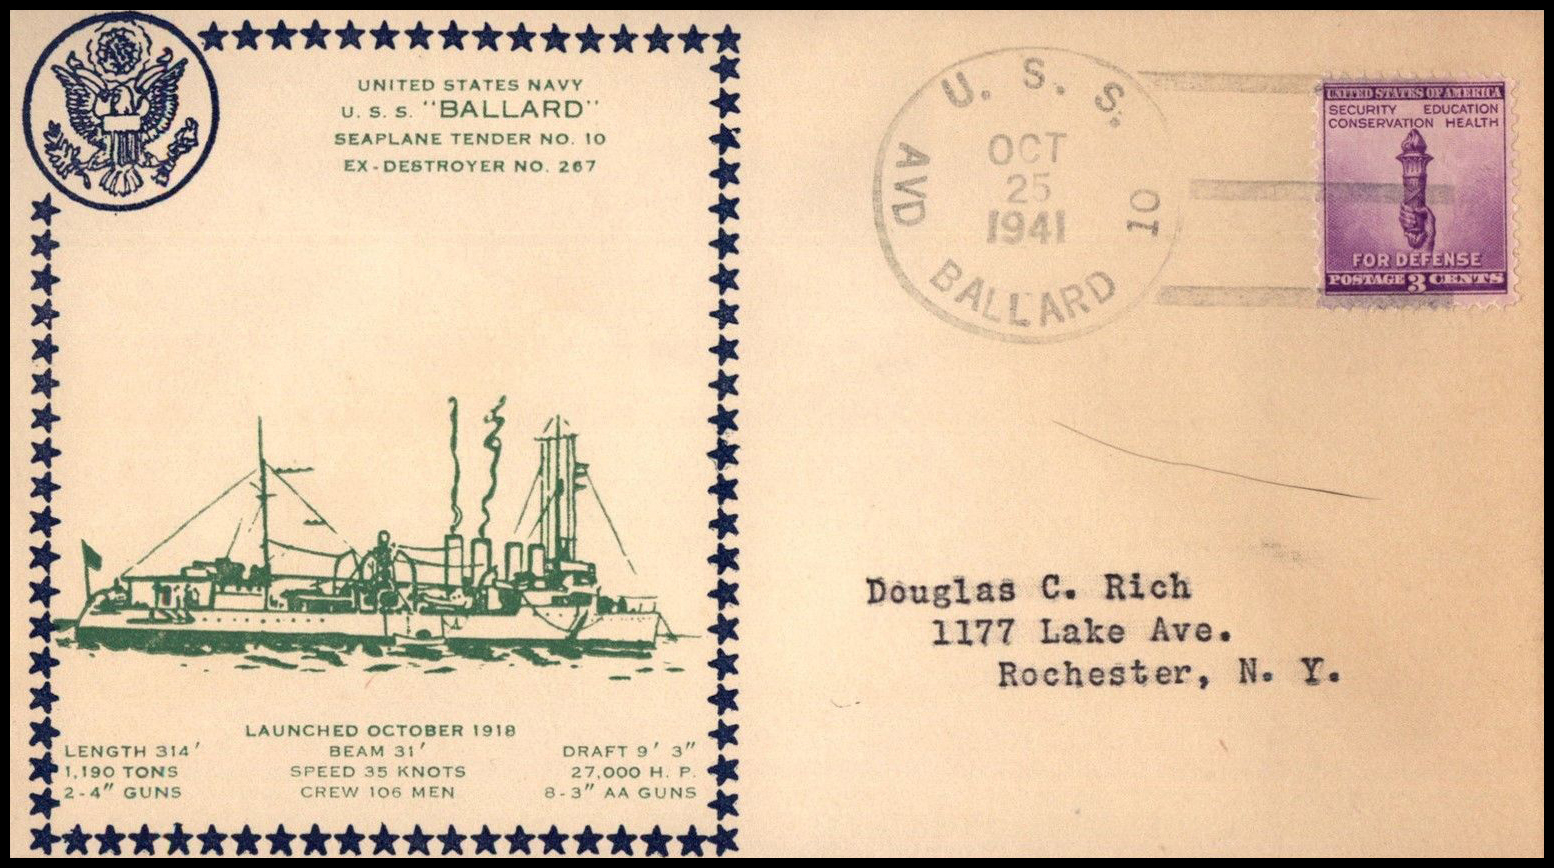 UNITED STATES NAVY
U. S. S. "BALLARD"
SEAPLANE TENDER NO. 10
EX-DESTROYER NO. 267
LAUNCHED OCTOBER 1918
LENGTH 314' BEAM 31' DRAFT 9' 3"
1,190 TONS SPEED 35 KNOTS 27,000 H. P.
2-4" GUNS CREW 106 MEN 8-3" AA GUNS
U. S. S.
AVD 10
BALLARD
OCT
25
1941
UNITED STATES OF AMERICA
SECURITY EDUCATION
CONSERVATION HEALTH
FOR DEFENSE
POSTAGE 3 CENTS
Douglas C. Rich
1177 Lake Ave.
Rochester, N. Y.